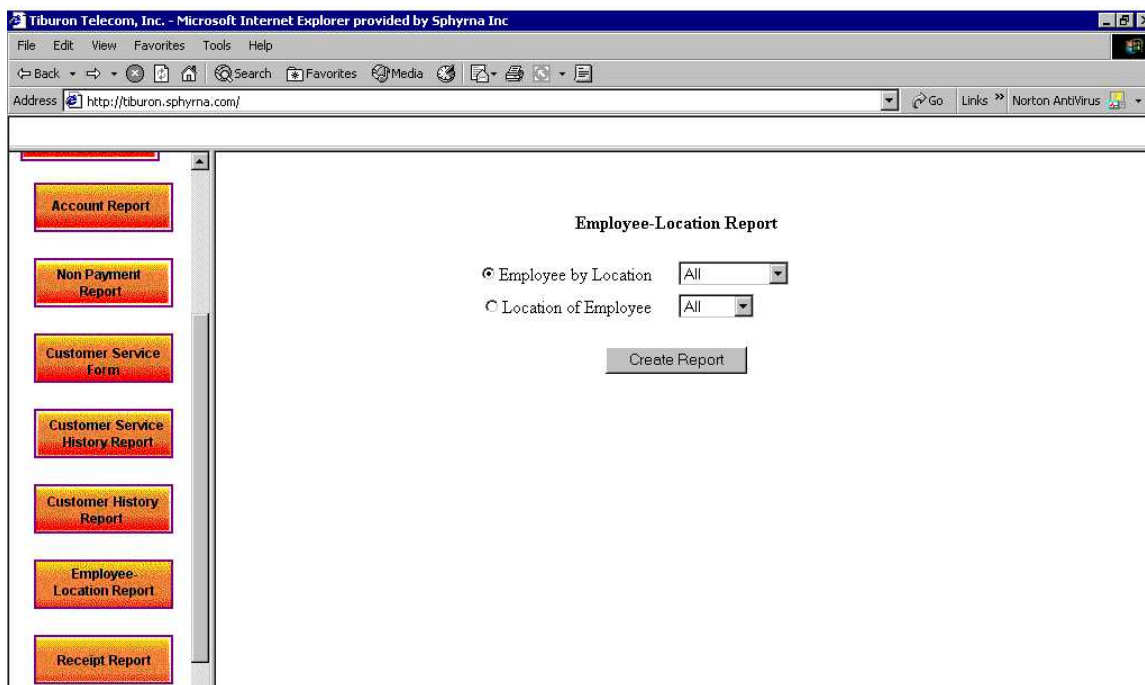 Tiburon Telecom, Inc. - Microsoft Internet Explorer provided by Sphyrna Inc
File Edit View Favorites Tools Help
Back Search Favorites Media
Address http://tiburon.sphyrna.com/ Go Links » Norton AntiVirus
Account Report
Non Payment
Report
Customer Service
Form
Customer Service
History Report
Customer History
Report
Employee-
Location Report
Receipt Report
Employee-Location Report
Employee by Location All
Location of Employee All
Create Report